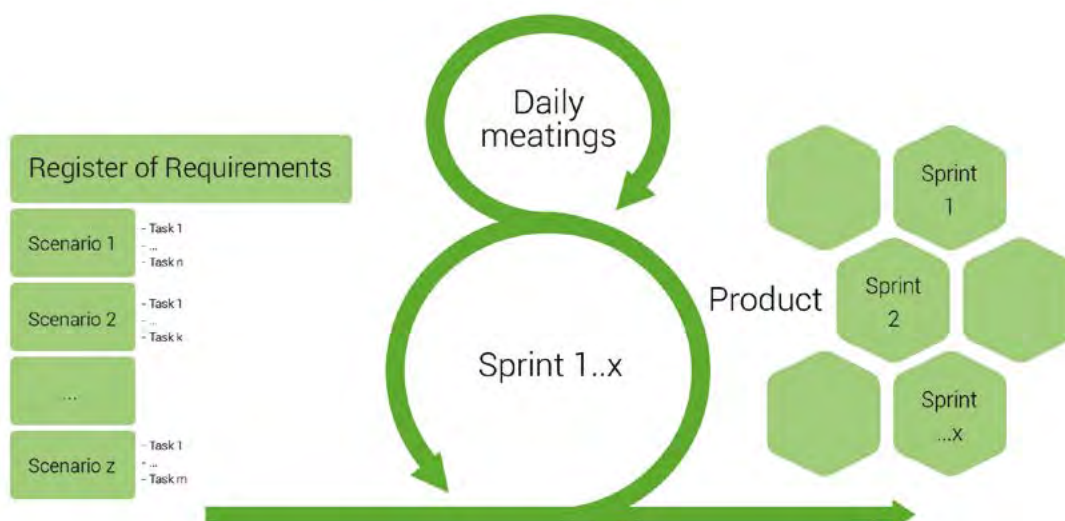 Register of Requirements
Scenario 1
- Task 1
- ...
- Task n
Scenario 2
- Task 1
- ...
- Task k
...
Scenario z
- Task 1
- ...
- Task m
Daily
meatings
Sprint 1..x
Product
Sprint
1
Sprint
2
Sprint
...x